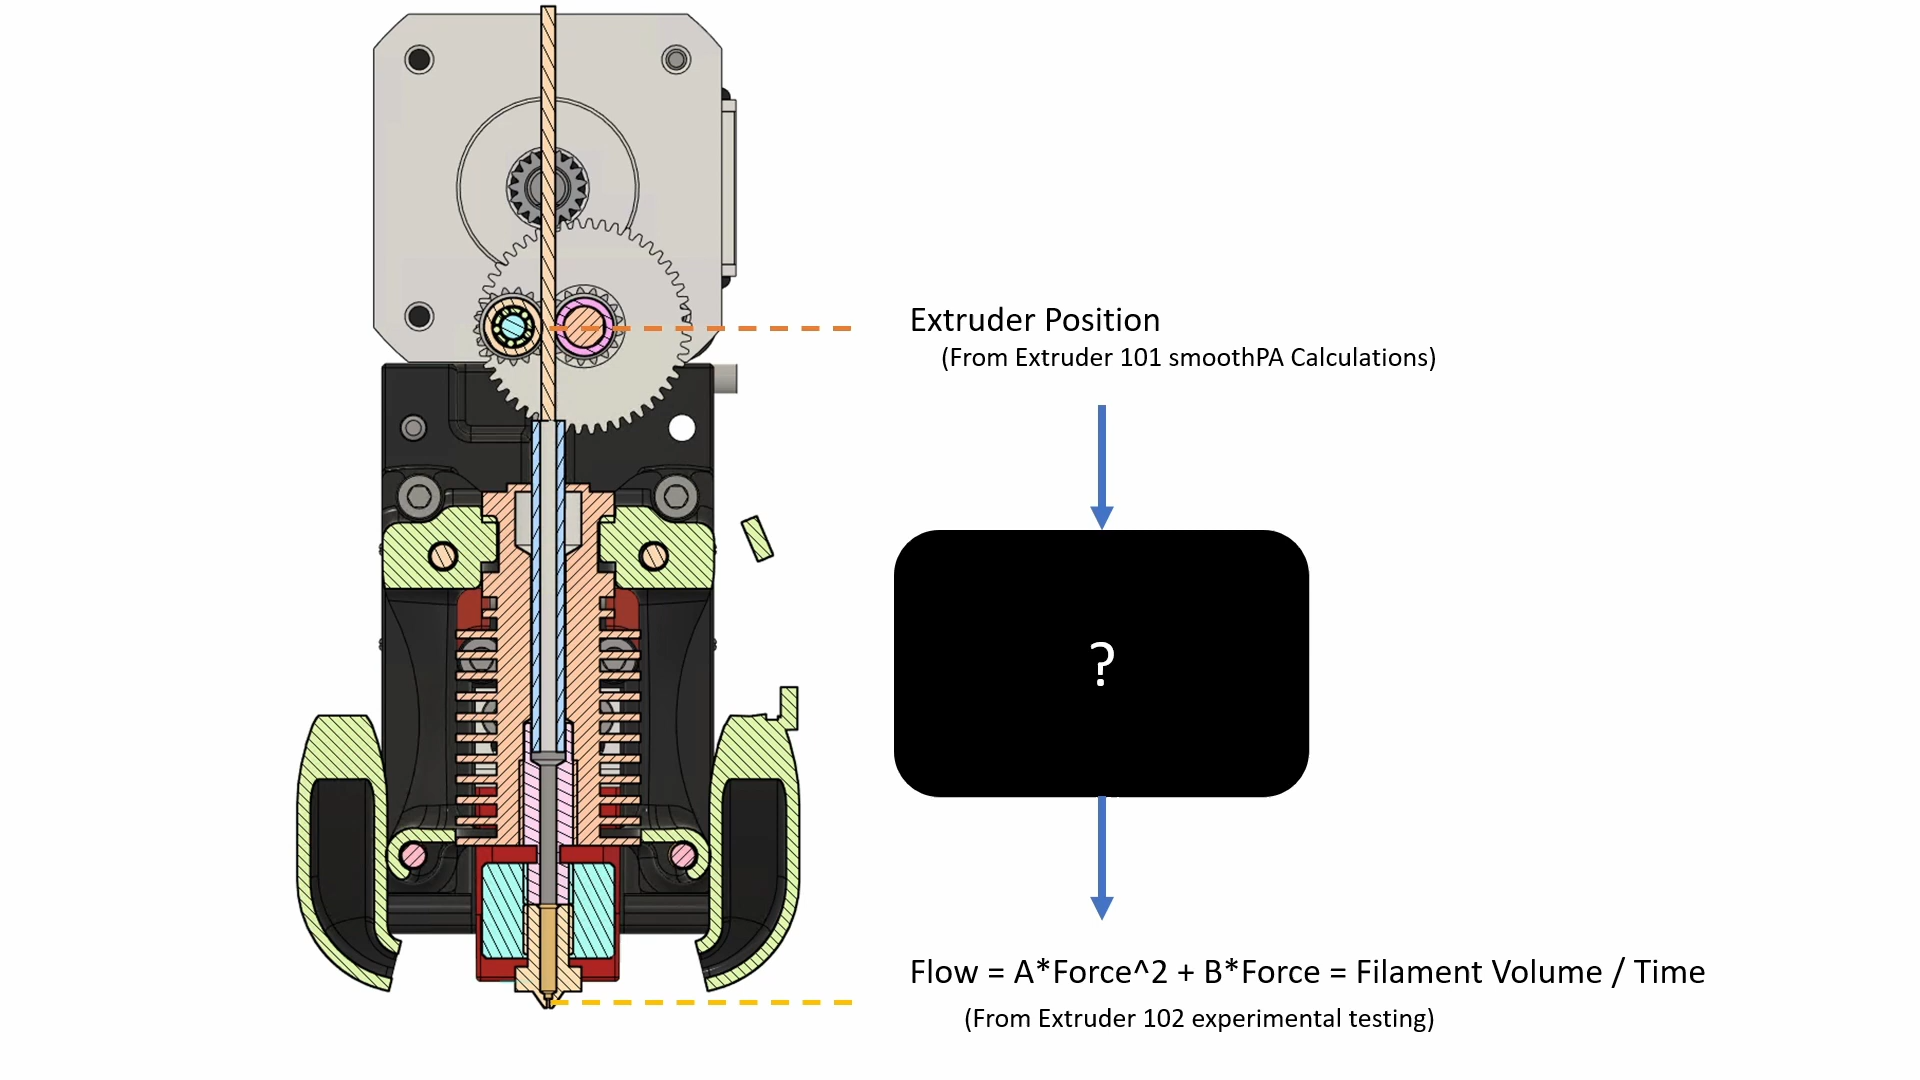 Extruder Position
(From Extruder 101 smoothPA Calculations)
?
Flow = A*Force^2 + B*Force = Filament Volume / Time
(From Extruder 102 experimental testing)